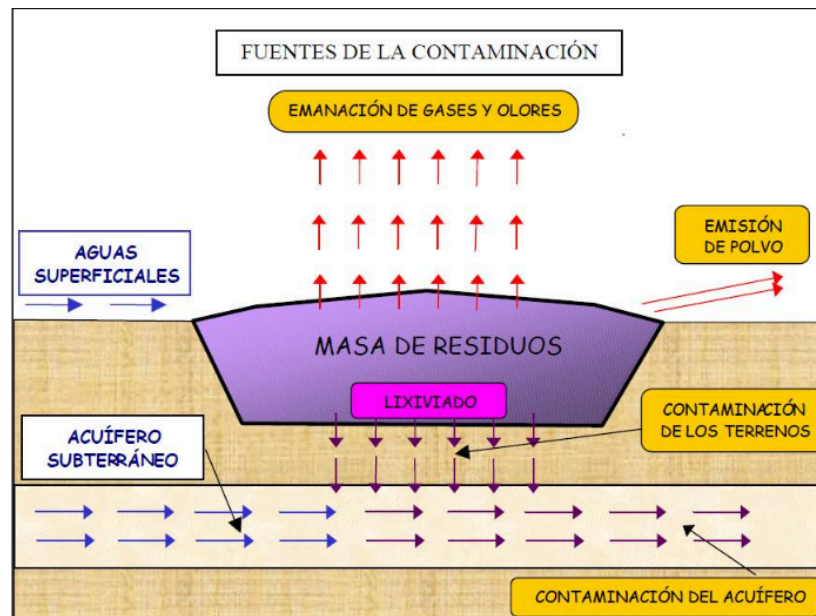 FUENTES DE LA CONTAMINACIÓN
EMANACIÓN DE GASES Y OLORES
EMISIÓN
DE POLVO
AGUAS
SUPERFICIALES
MASA DE RESIDUOS
LIXIVIADO
CONTAMINACIÓN
DE LOS TERRENOS
ACUÍFERO
SUBTERRÁNEO
CONTAMINACIÓN DEL ACUÍFERO